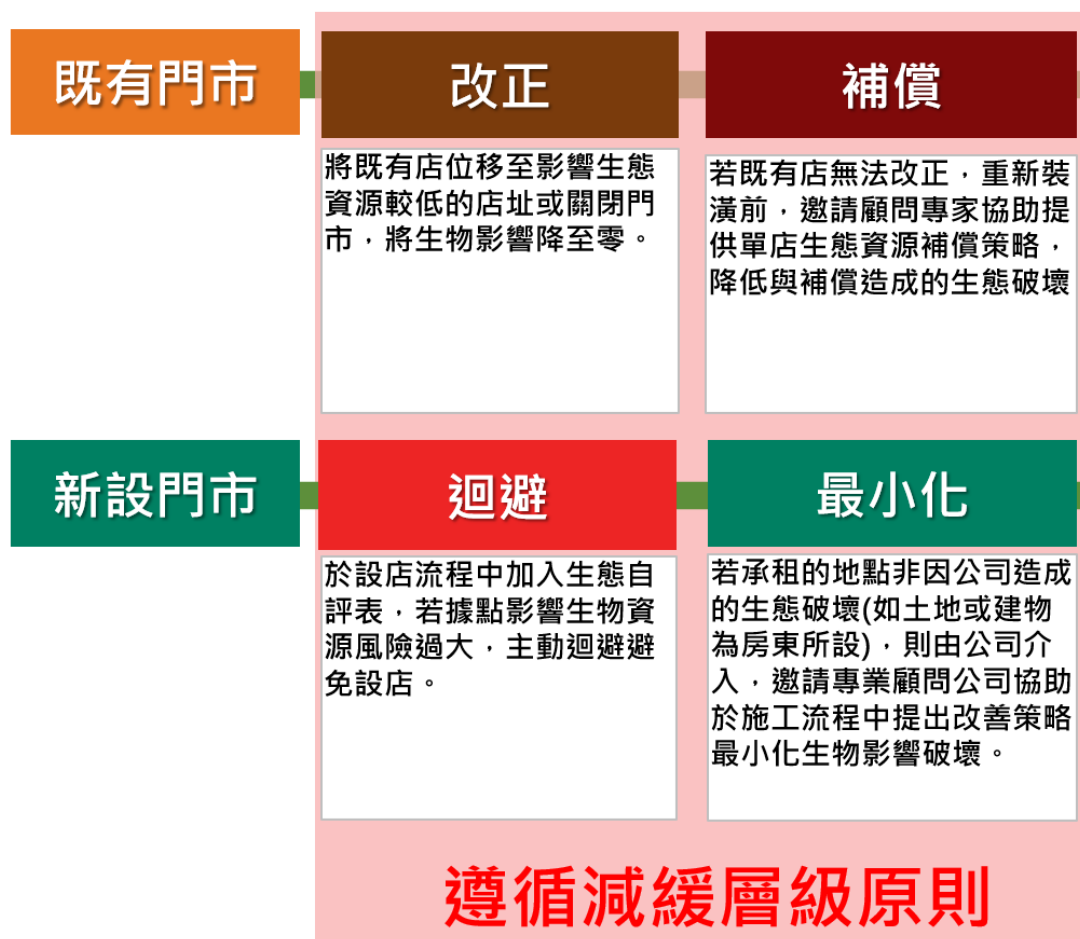 既有門市
改正
補償
將既有店位移至影響生態
資源較低的店址或關閉門
市，將生物影響降至零。
若既有店無法改正，重新裝
潢前，邀請顧問專家協助提
供單店生態資源補償策略，
降低與補償造成的生態破壞
新設門市
迴避
最小化
於設店流程中加入生態自
評表，若據點影響生物資
源風險過大，主動迴避避
免設店。
若承租的地點非因公司造成
的生態破壞(如土地或建物
為房東所設)，則由公司介
入，邀請專業顧問公司協助
於施工流程中提出改善策略
最小化生物影響破壞。
遵循減緩層級原則